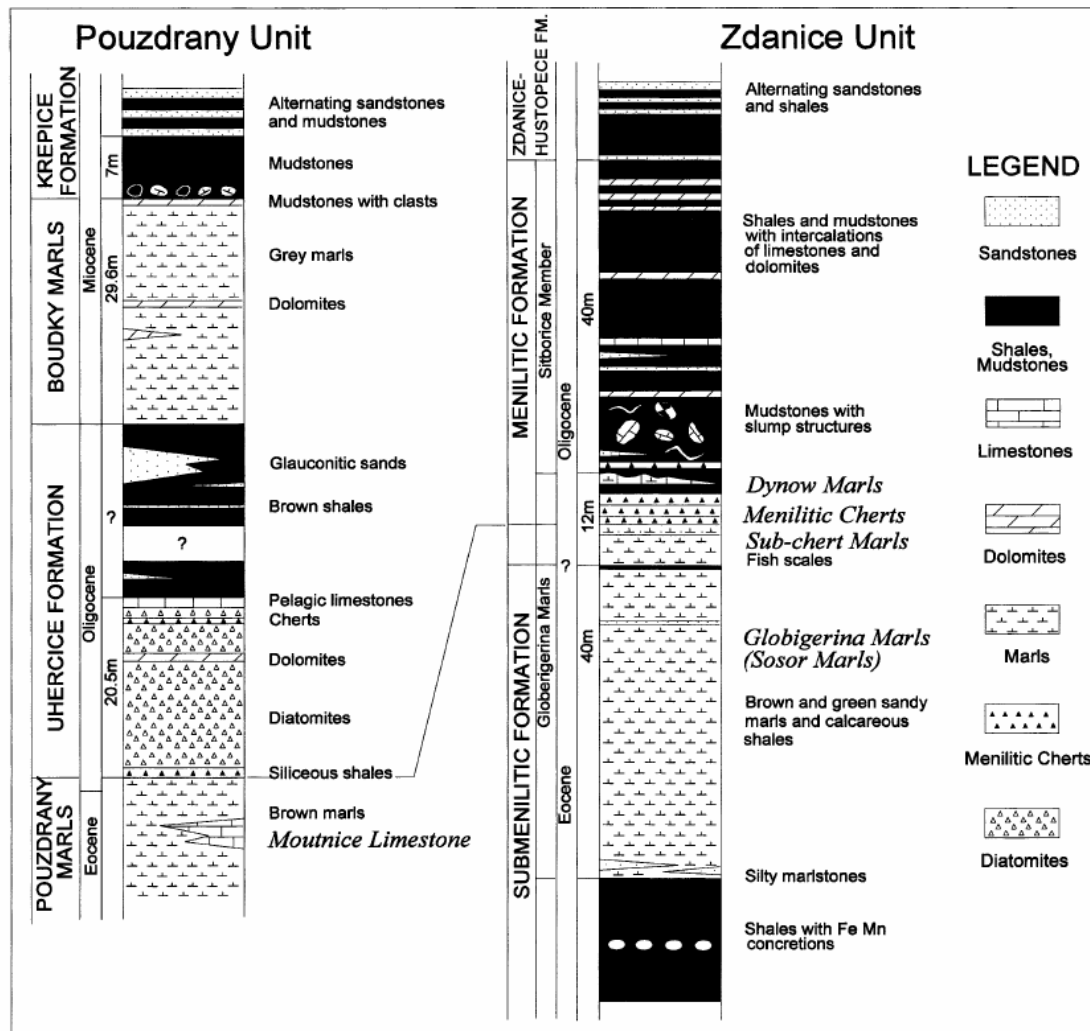 Pouzdrany Unit
KREPICE
FORMATION
BOUDKY MARLS
UHERCICE FORMATION
POUZDRANY
MARLS
Miocene
Oligocene
Eocene
7m
29.6m
?
20.5m
?
Alternating sandstones
and mudstones
Mudstones
Mudstones with clasts
Grey marls
Dolomites
Glauconitic sands
Brown shales
Pelagic limestones
Cherts
Dolomites
Diatomites
Siliceous shales
Brown marls
Moutnice Limestone
Zdanice Unit
ZDANICE-
HUSTOPECE FM.
MENILITIC FORMATION
SUBMENILITIC FORMATION
Sitborice Member
Globerigerina Marls
Oligocene
?
Eocene
40m
12m
40m
Alternating sandstones
and shales
Shales and mudstones
with intercalations
of limestones and
dolomites
Mudstones with
slump structures
Dynow Marls
Menilitic Cherts
Sub-chert Marls
Fish scales
Globigerina Marls
(Sosor Marls)
Brown and green sandy
marls and calcareous
shales
Silty marlstones
Shales with Fe Mn
concretions
LEGEND
Sandstones
Shales,
Mudstones
Limestones
Dolomites
Marls
Menilitic Cherts
Diatomites